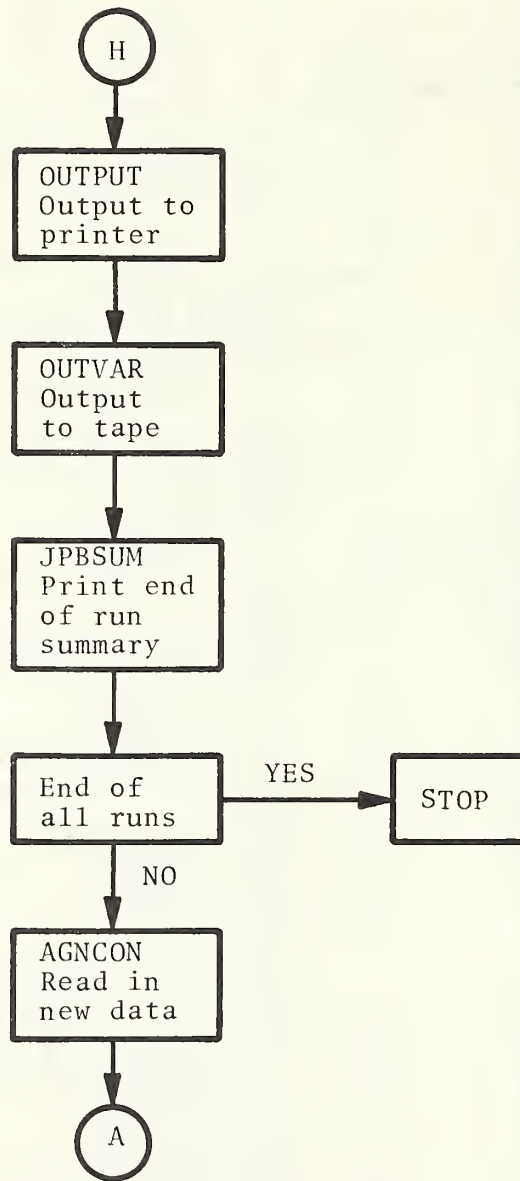 H
OUTPUT
Output to
printer
OUTVAR
Output
to tape
JPBSUM
Print end
of run
summary
End of
all runs
YES
STOP
NO
AGNCON
Read in
new data
A